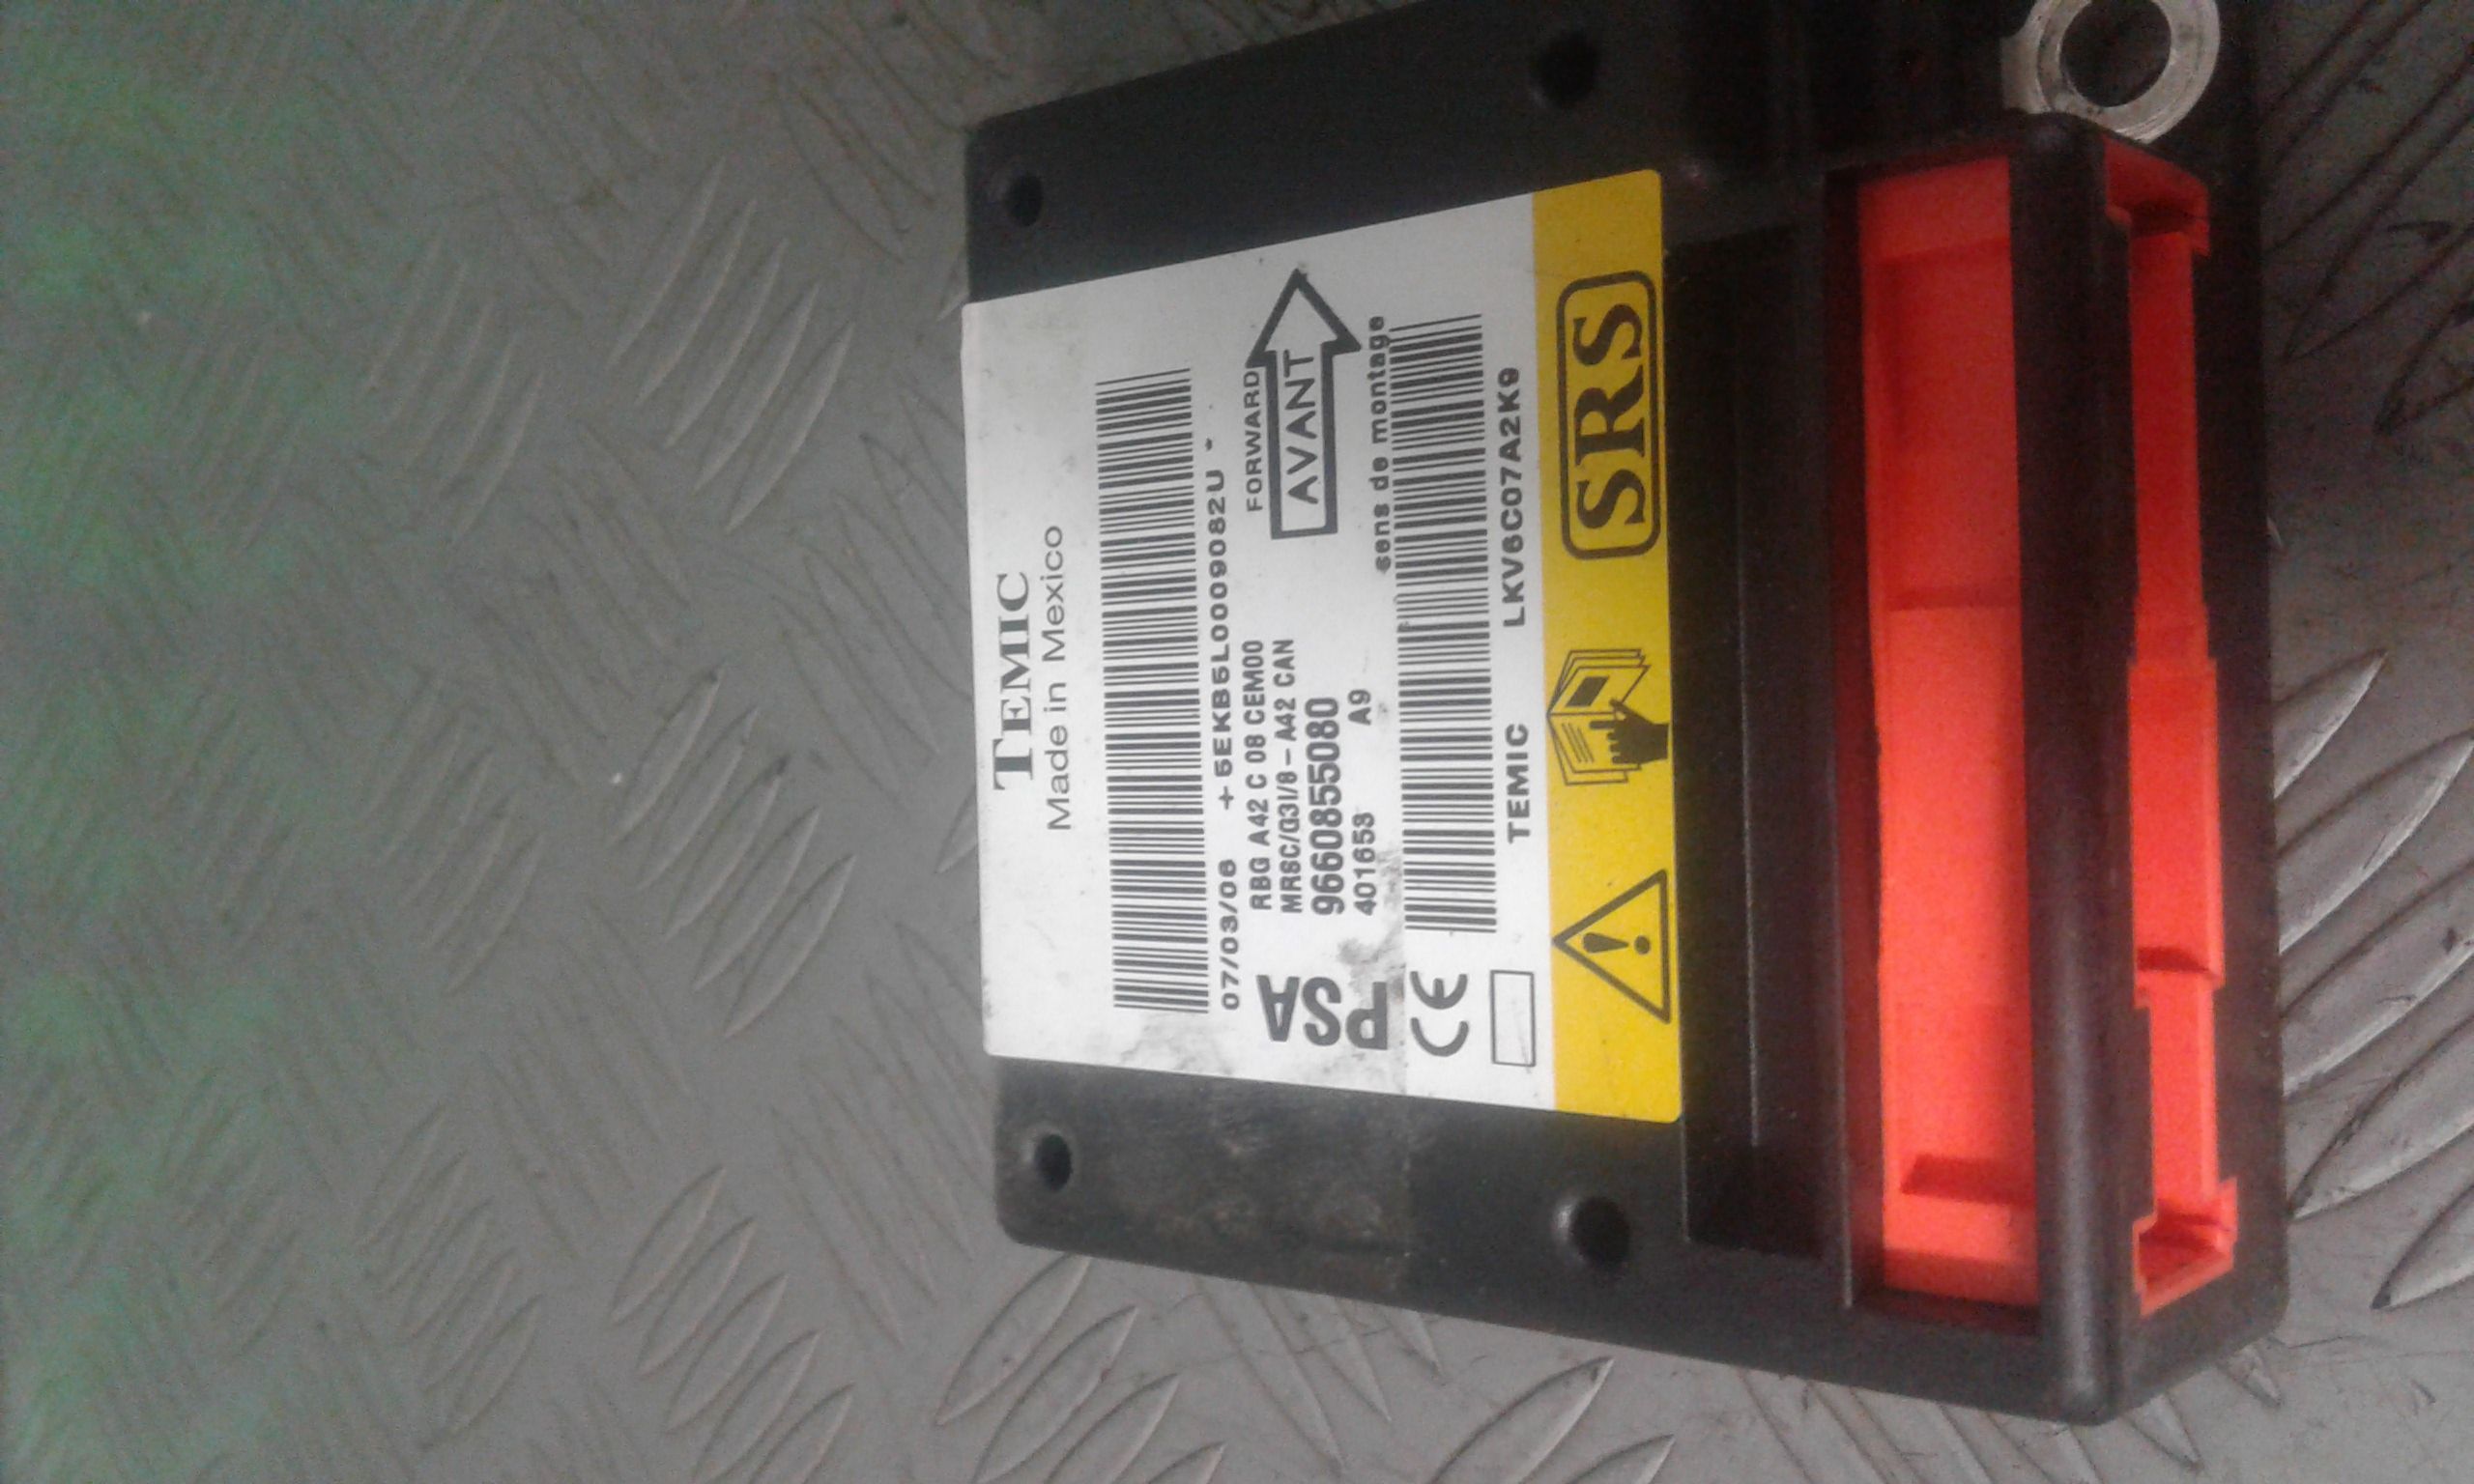 TEMIC
Made in Mexico
07/03/06 + 5EKB5L0009082U -
RBG A42 C 08 CEM00
MRSC/G3I/8-A42 CAN
9660855080
401653 A9
PSA
FORWARD
AVANT
sens de montage
CE
TEMIC LKV6C07A2K9
SRS